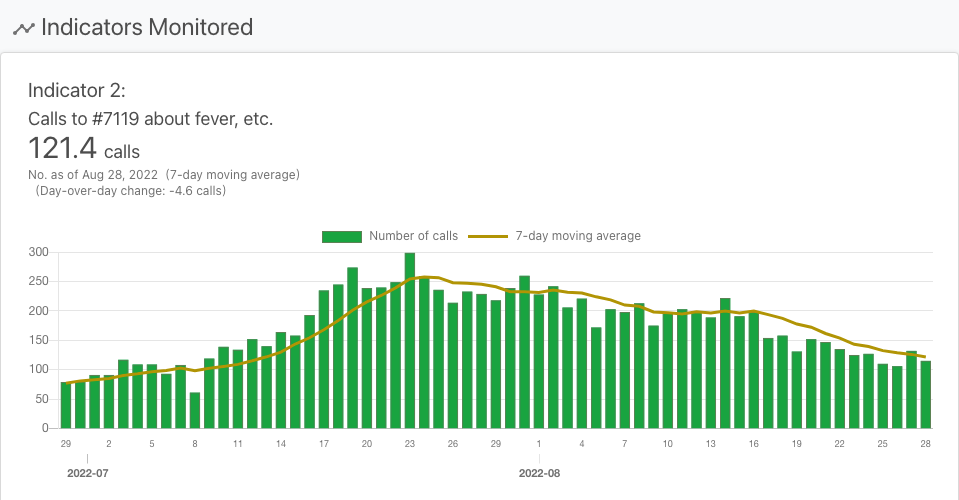 Indicators Monitored
Indicator 2:
Calls to #7119 about fever, etc.
121.4 calls
No. as of Aug 28, 2022 (7-day moving average)
(Day-over-day change: -4.6 calls)
Number of calls 7-day moving average
300
250
200
150
100
50
0
29 2 5 8 11 14 17 20 23 26 29 1 4 7 10 13 16 19 22 25 28
2022-07 2022-08